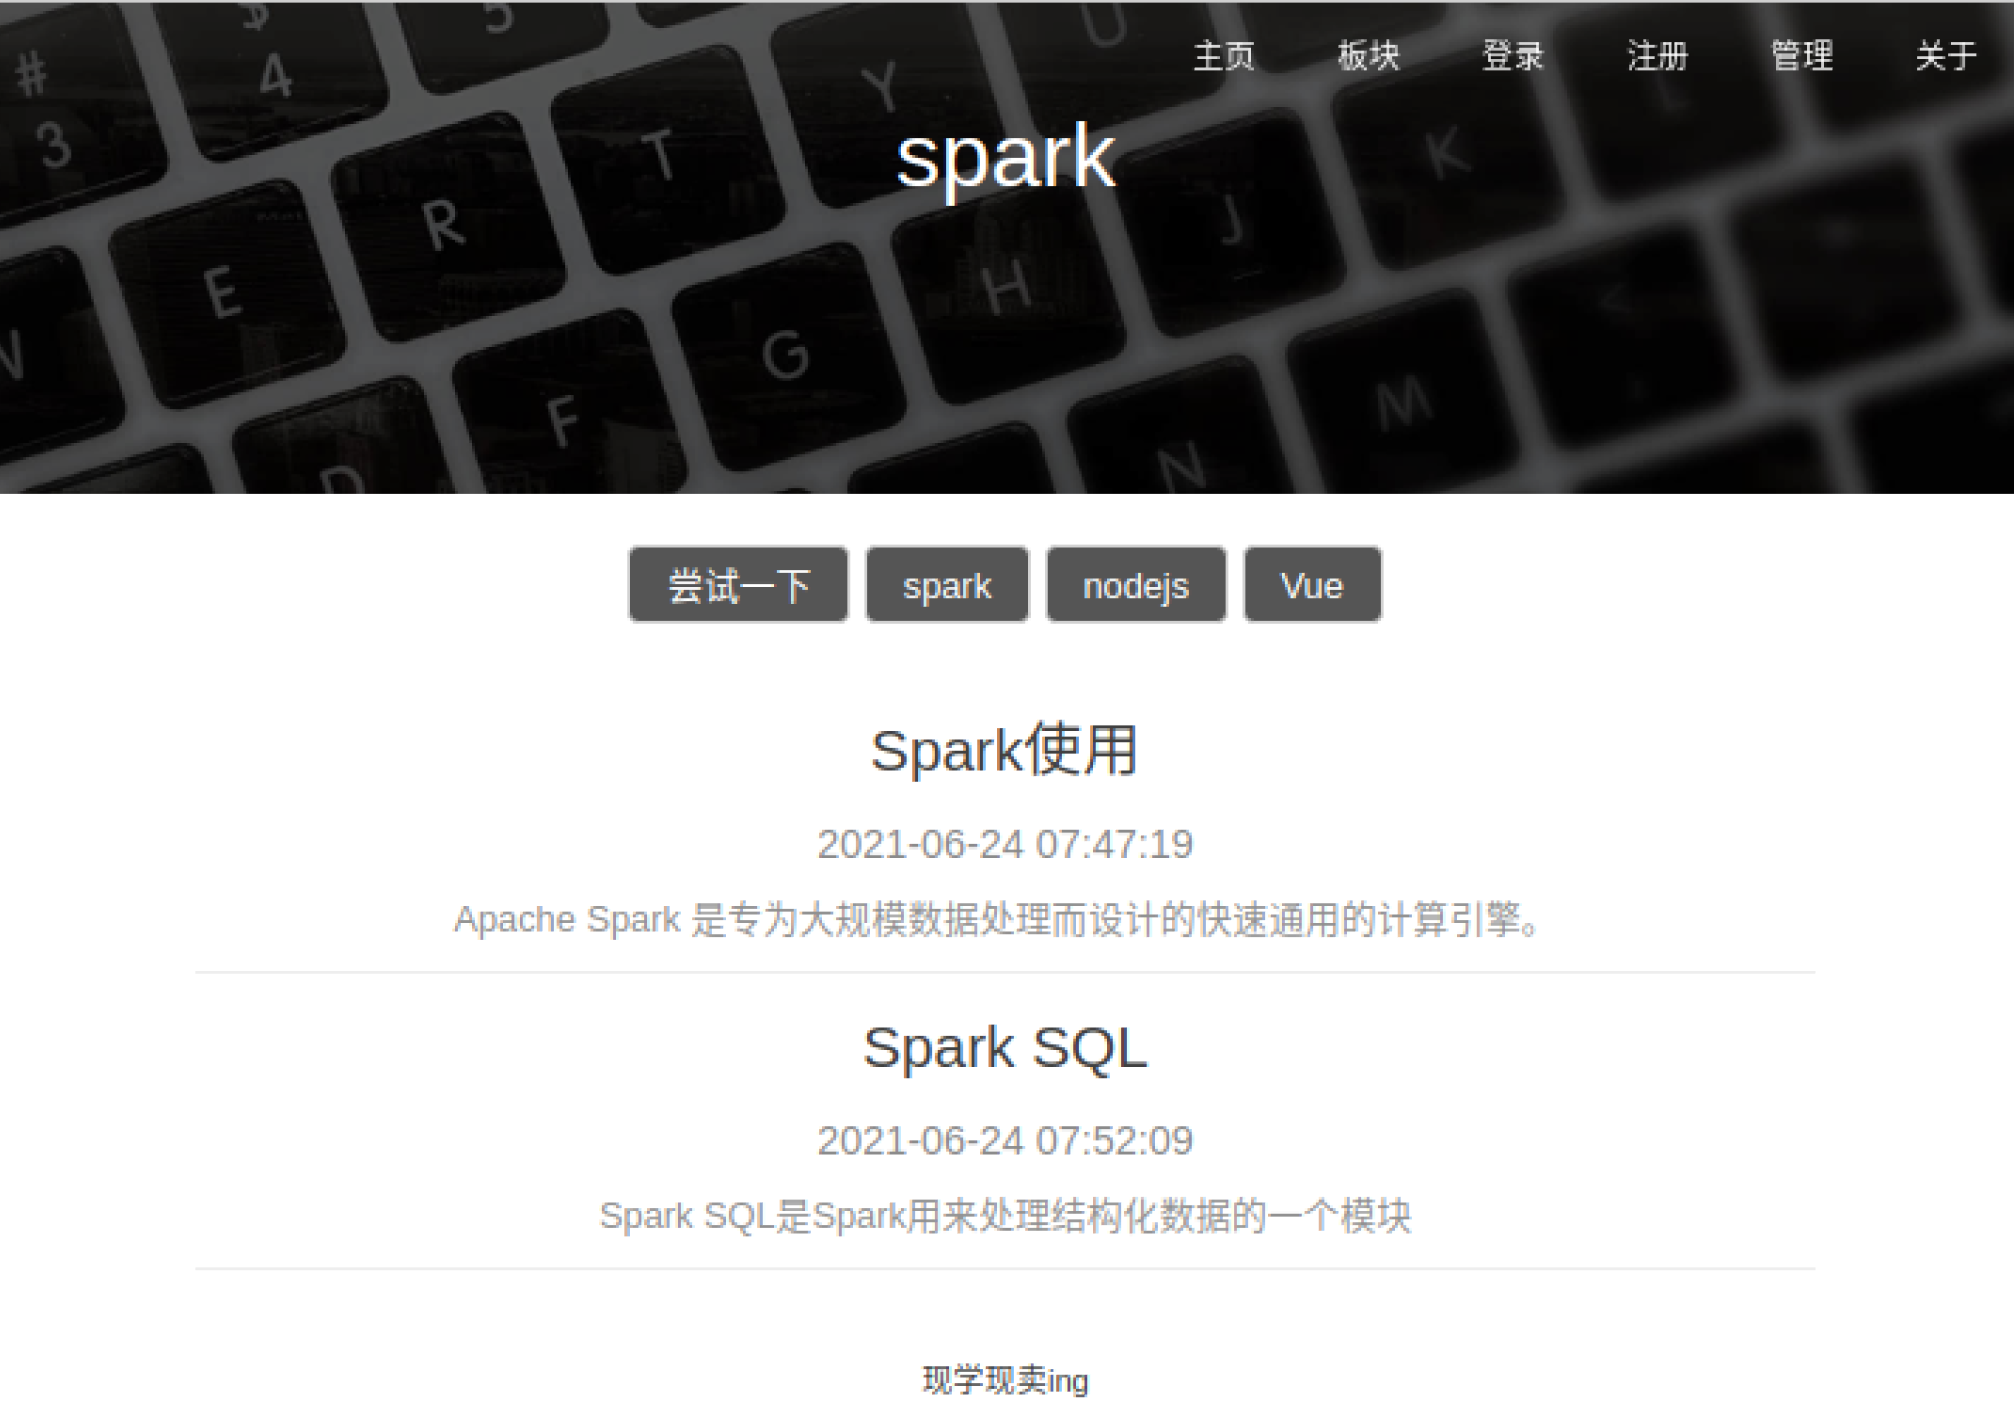 主页 板块 登录 注册 管理 关于
spark
# $ 5 U
3 4 Y K L
E R T J
D F G H
N M
尝试一下 spark nodejs Vue
Spark使用
2021-06-24 07:47:19
Apache Spark 是专为大规模数据处理而设计的快速通用的计算引擎。
Spark SQL
2021-06-24 07:52:09
Spark SQL是Spark用来处理结构化数据的一个模块
现学现卖ing